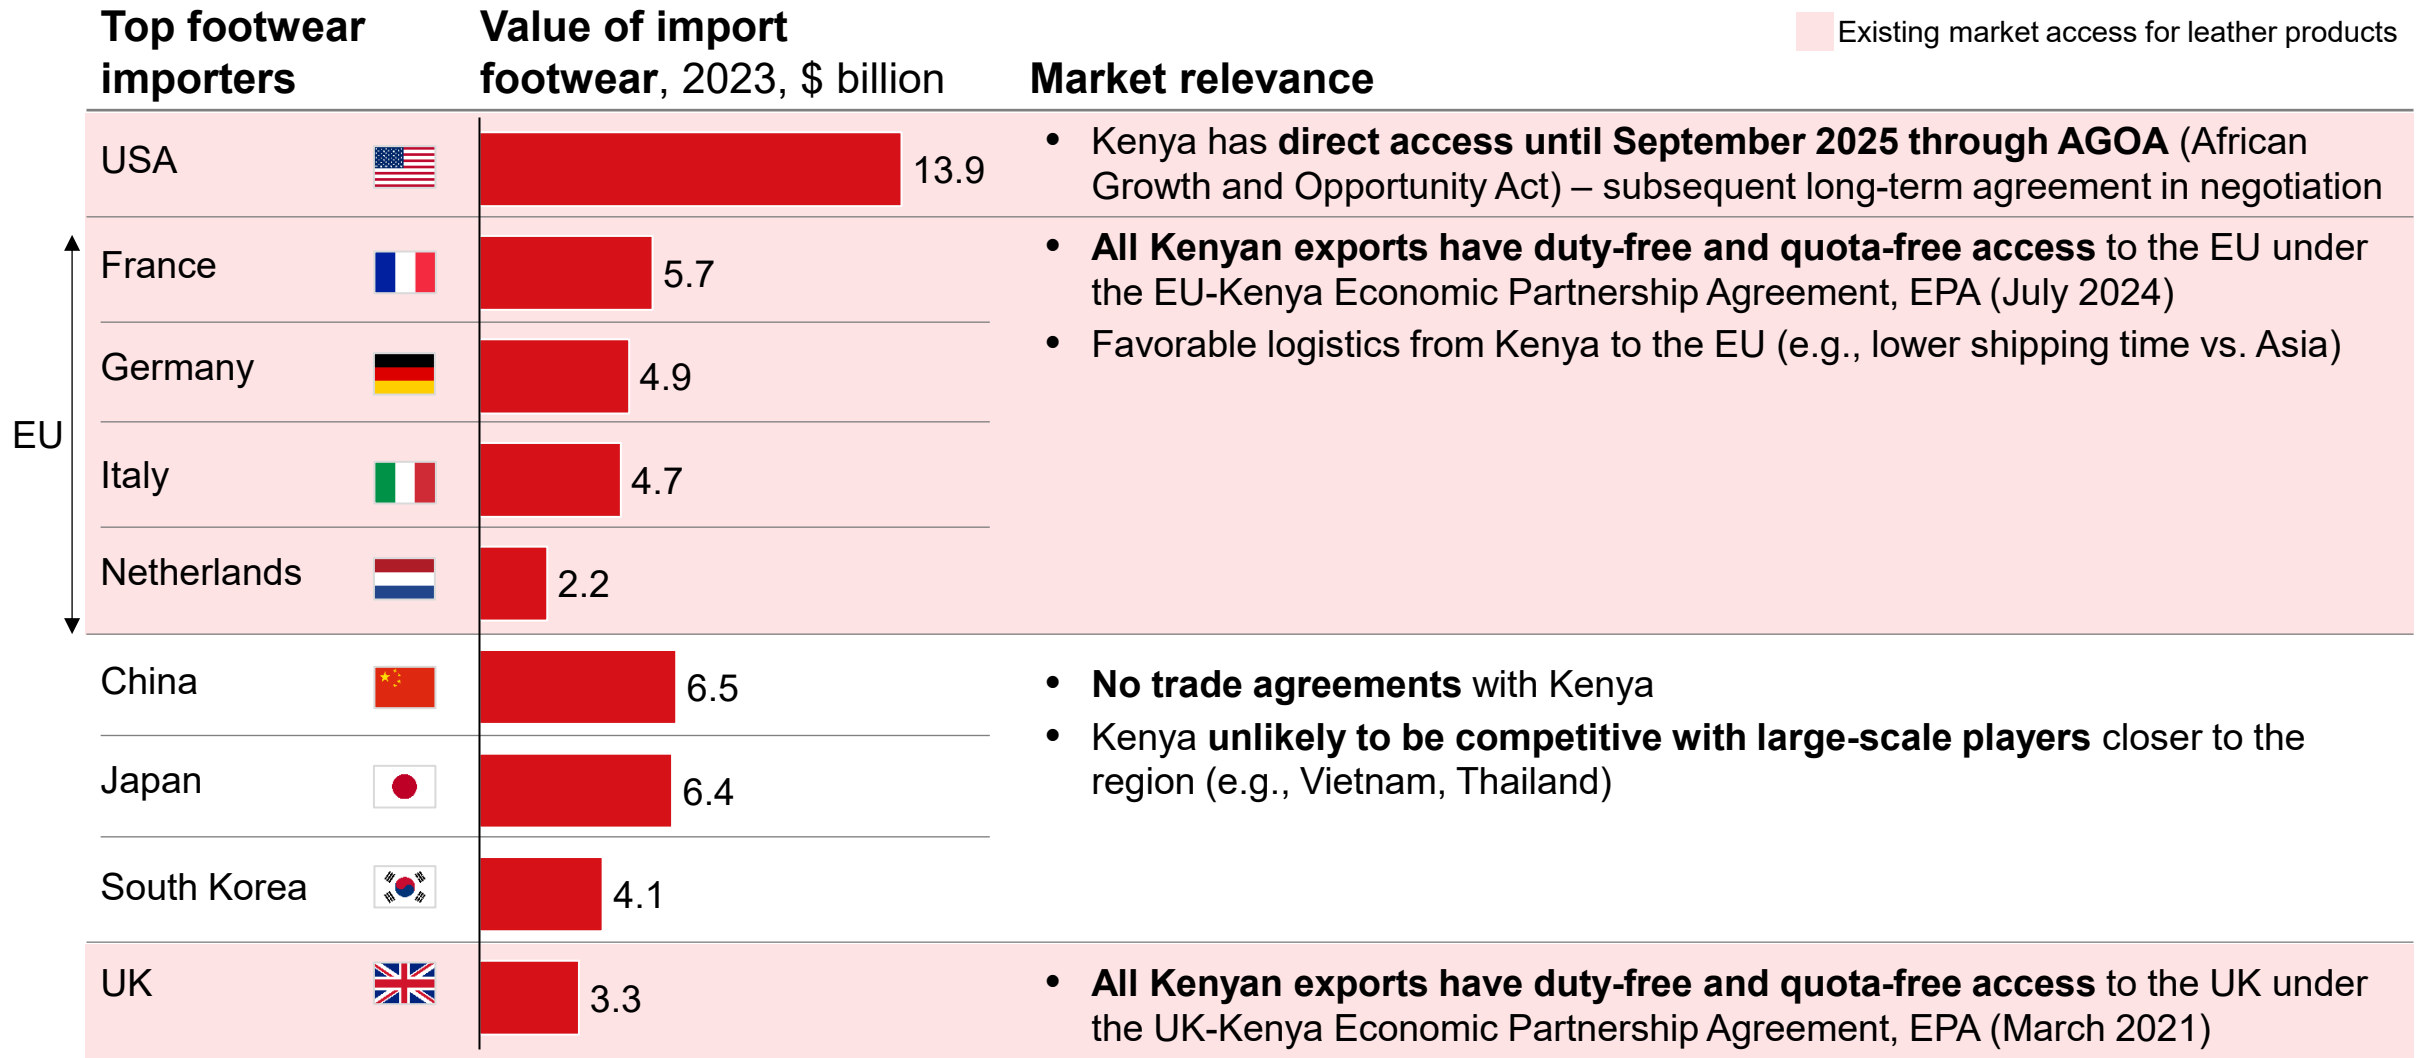 Top footwear
importers
Value of import
footwear, 2023, $ billion
Market relevance
Existing market access for leather products
USA
13.9
• Kenya has direct access until September 2025 through AGOA (African
Growth and Opportunity Act) – subsequent long-term agreement in negotiation
EU
France
5.7
• All Kenyan exports have duty-free and quota-free access to the EU under
the EU-Kenya Economic Partnership Agreement, EPA (July 2024)
• Favorable logistics from Kenya to the EU (e.g., lower shipping time vs. Asia)
Germany
4.9
Italy
4.7
Netherlands
2.2
China
6.5
• No trade agreements with Kenya
• Kenya unlikely to be competitive with large-scale players closer to the
region (e.g., Vietnam, Thailand)
Japan
6.4
South Korea
4.1
UK
3.3
• All Kenyan exports have duty-free and quota-free access to the UK under
the UK-Kenya Economic Partnership Agreement, EPA (March 2021)